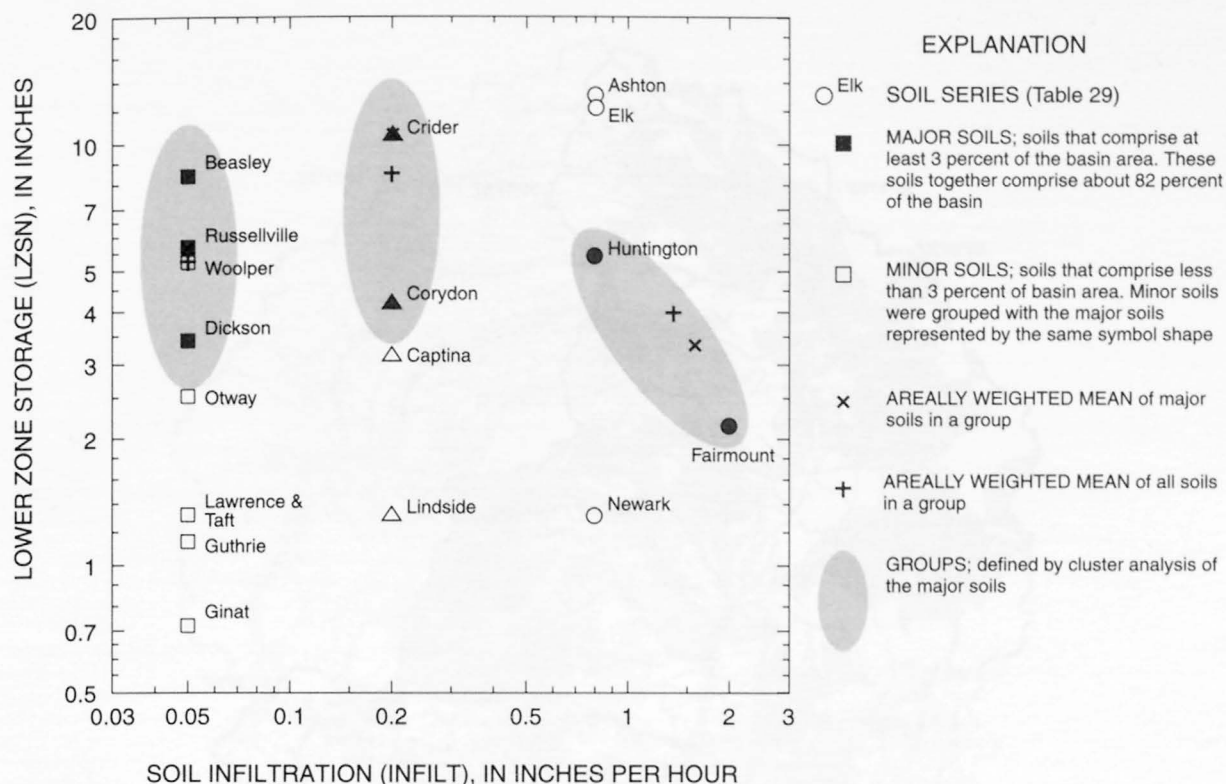 LOWER ZONE STORAGE (LZSN), IN INCHES
20
10
7
5
4
3
2
1
0.7
0.5
0.03
0.05
0.1
0.2
0.5
1
2
3
SOIL INFILTRATION (INFILT), IN INCHES PER HOUR
Beasley
Russellville
Woolper
Dickson
Otway
Lawrence &
Taft
Guthrie
Ginat
Crider
Corydon
Captina
Lindside
Ashton
Elk
Huntington
Fairmount
Newark
EXPLANATION
Elk
SOIL SERIES (Table 29)
MAJOR SOILS; soils that comprise at
least 3 percent of the basin area. These
soils together comprise about 82 percent
of the basin
MINOR SOILS; soils that comprise less
than 3 percent of basin area. Minor soils
were grouped with the major soils
represented by the same symbol shape
AREALLY WEIGHTED MEAN of major
soils in a group
AREALLY WEIGHTED MEAN of all soils
in a group
GROUPS; defined by cluster analysis of
the major soils